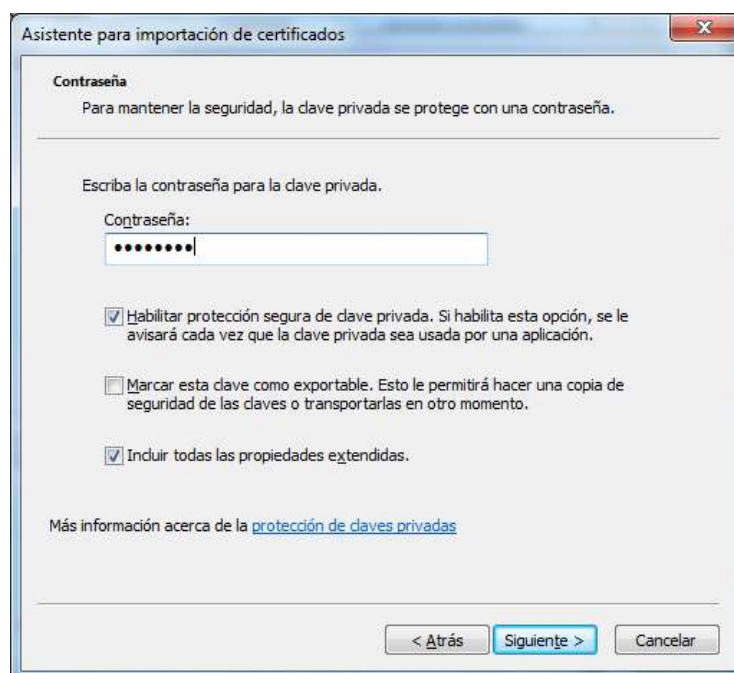 Asistente para importación de certificados
Contraseña
Para mantener la seguridad, la clave privada se protege con una contraseña.
Escriba la contraseña para la clave privada.
Contraseña:
••••••••
Habilitar protección segura de clave privada. Si habilita esta opción, se le
avisará cada vez que la clave privada sea usada por una aplicación.
Marcar esta clave como exportable. Esto le permitirá hacer una copia de
seguridad de las claves o transportarlas en otro momento.
Incluir todas las propiedades extendidas.
Más información acerca de la protección de claves privadas
< Atrás Siguiente > Cancelar